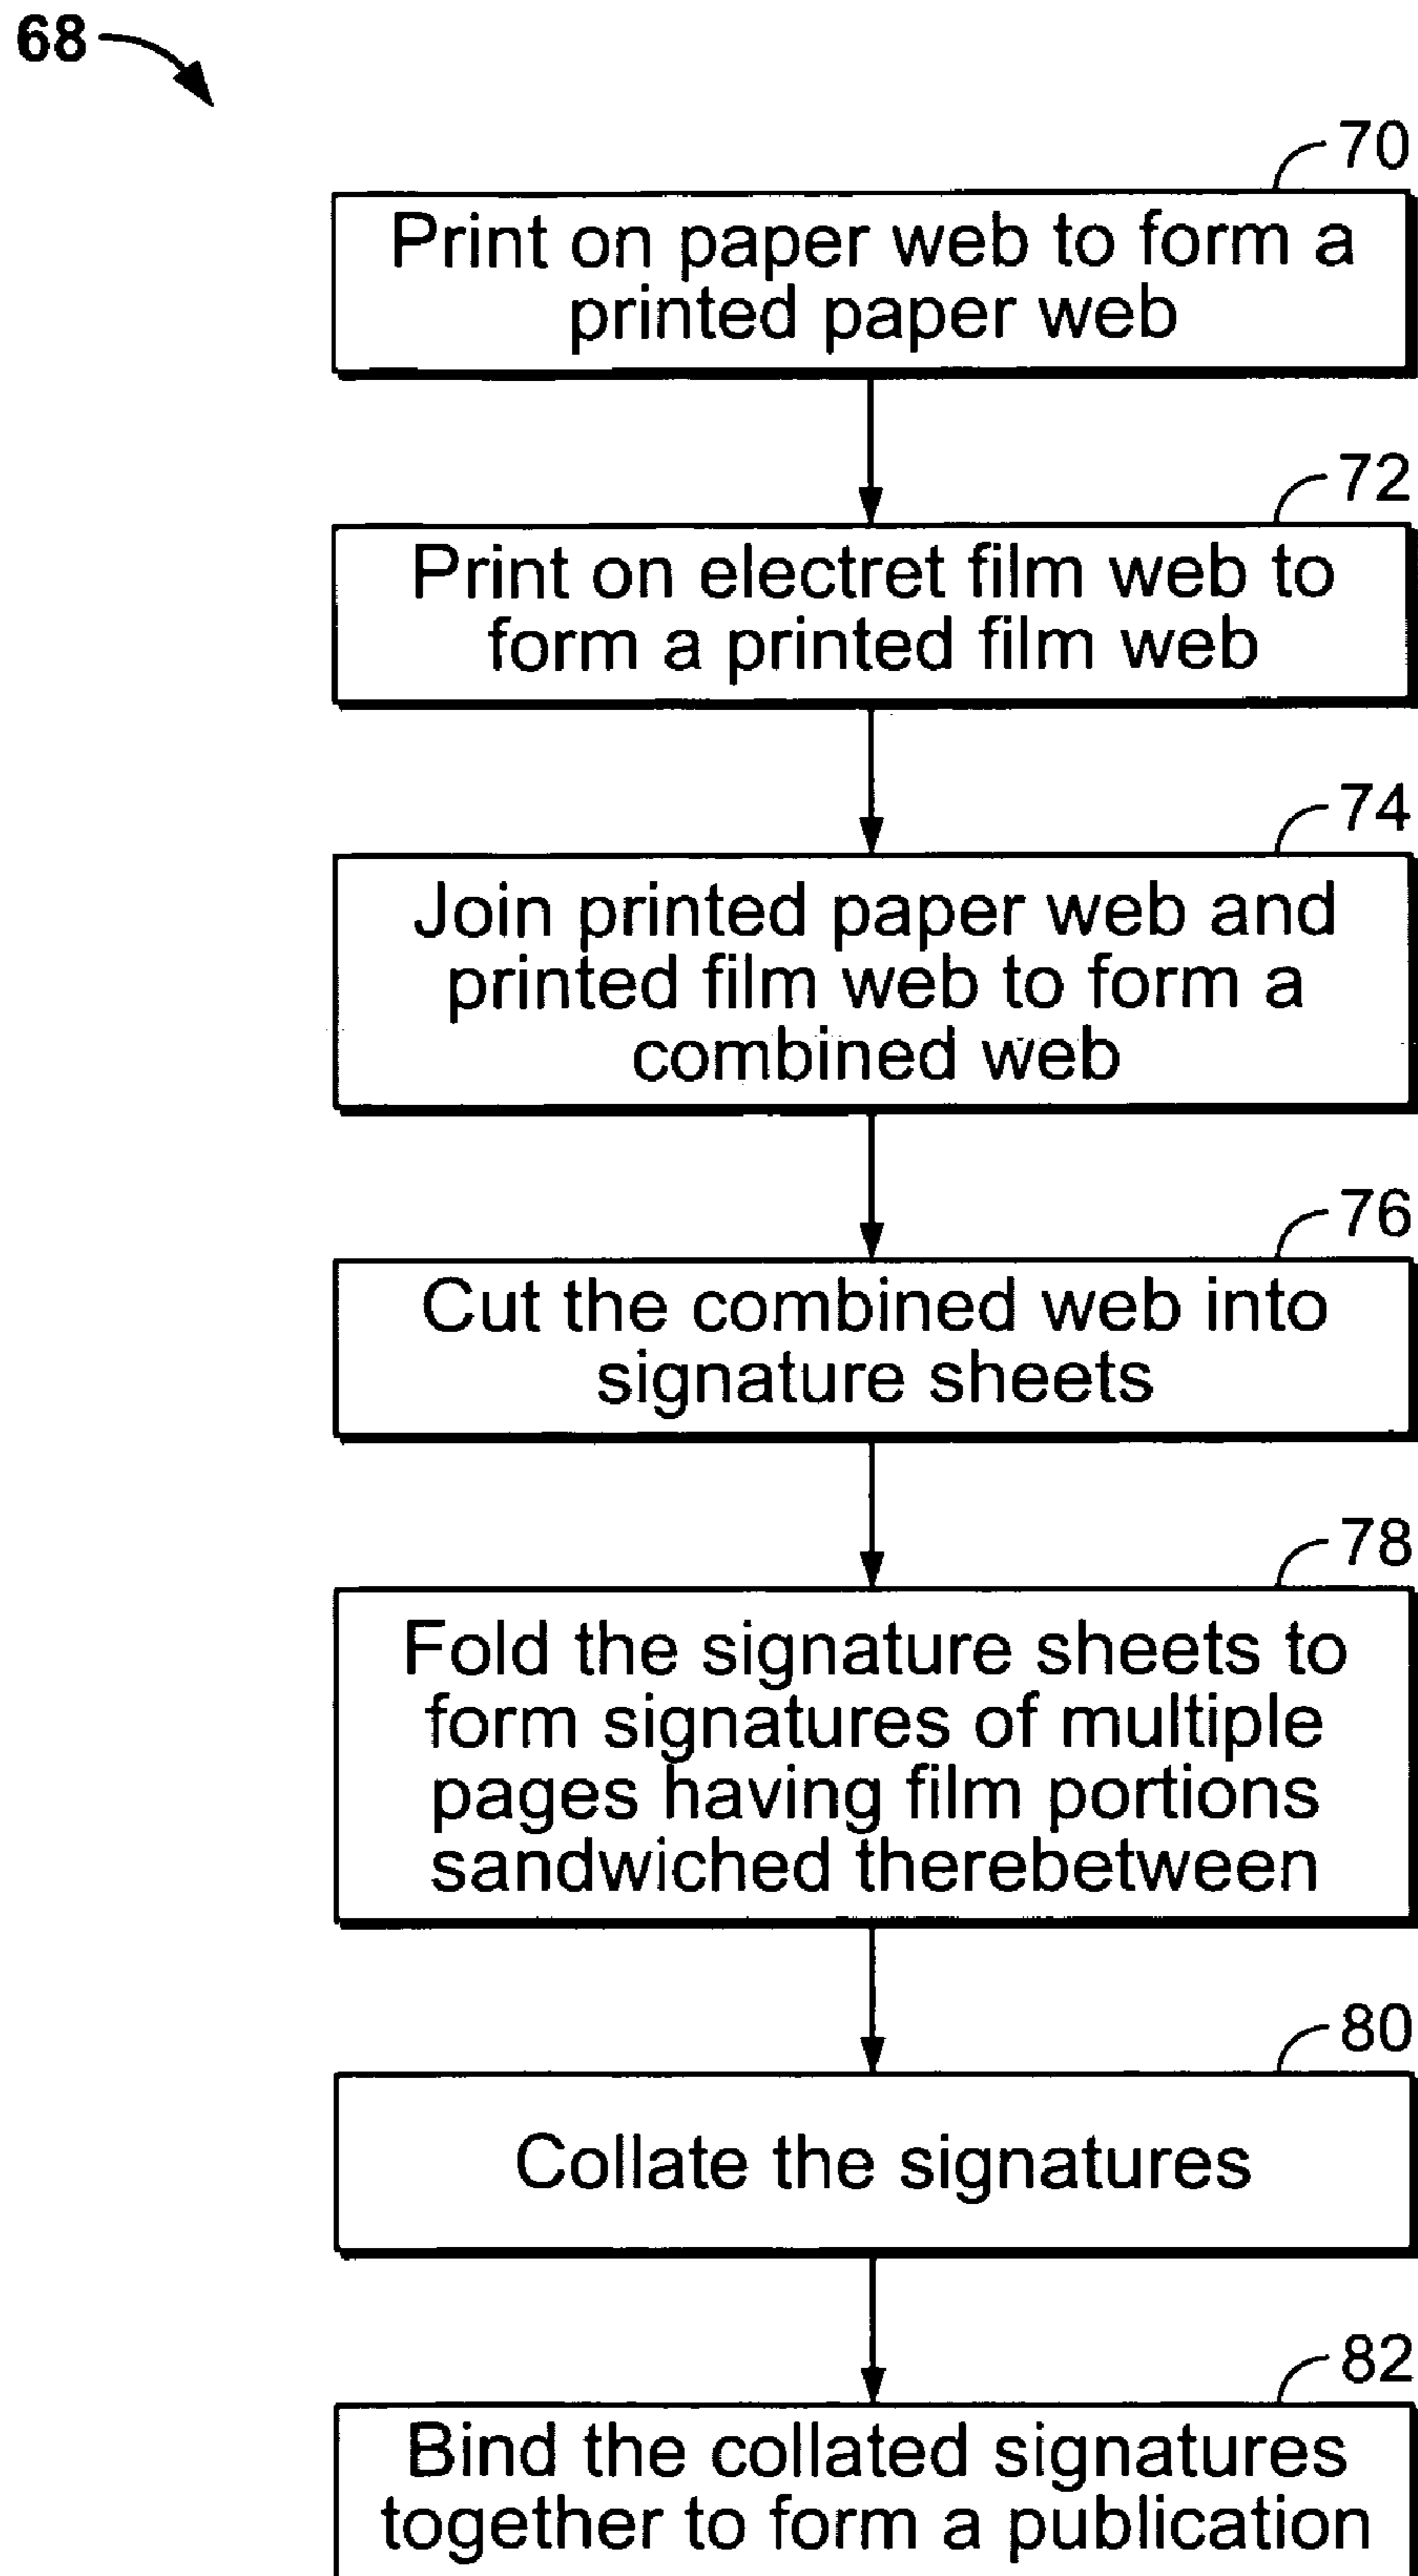 68
70
Print on paper web to form a
printed paper web
72
Print on electret film web to
form a printed film web
74
Join printed paper web and
printed film web to form a
combined web
76
Cut the combined web into
signature sheets
78
Fold the signature sheets to
form signatures of multiple
pages having film portions
sandwiched therebetween
80
Collate the signatures
82
Bind the collated signatures
together to form a publication